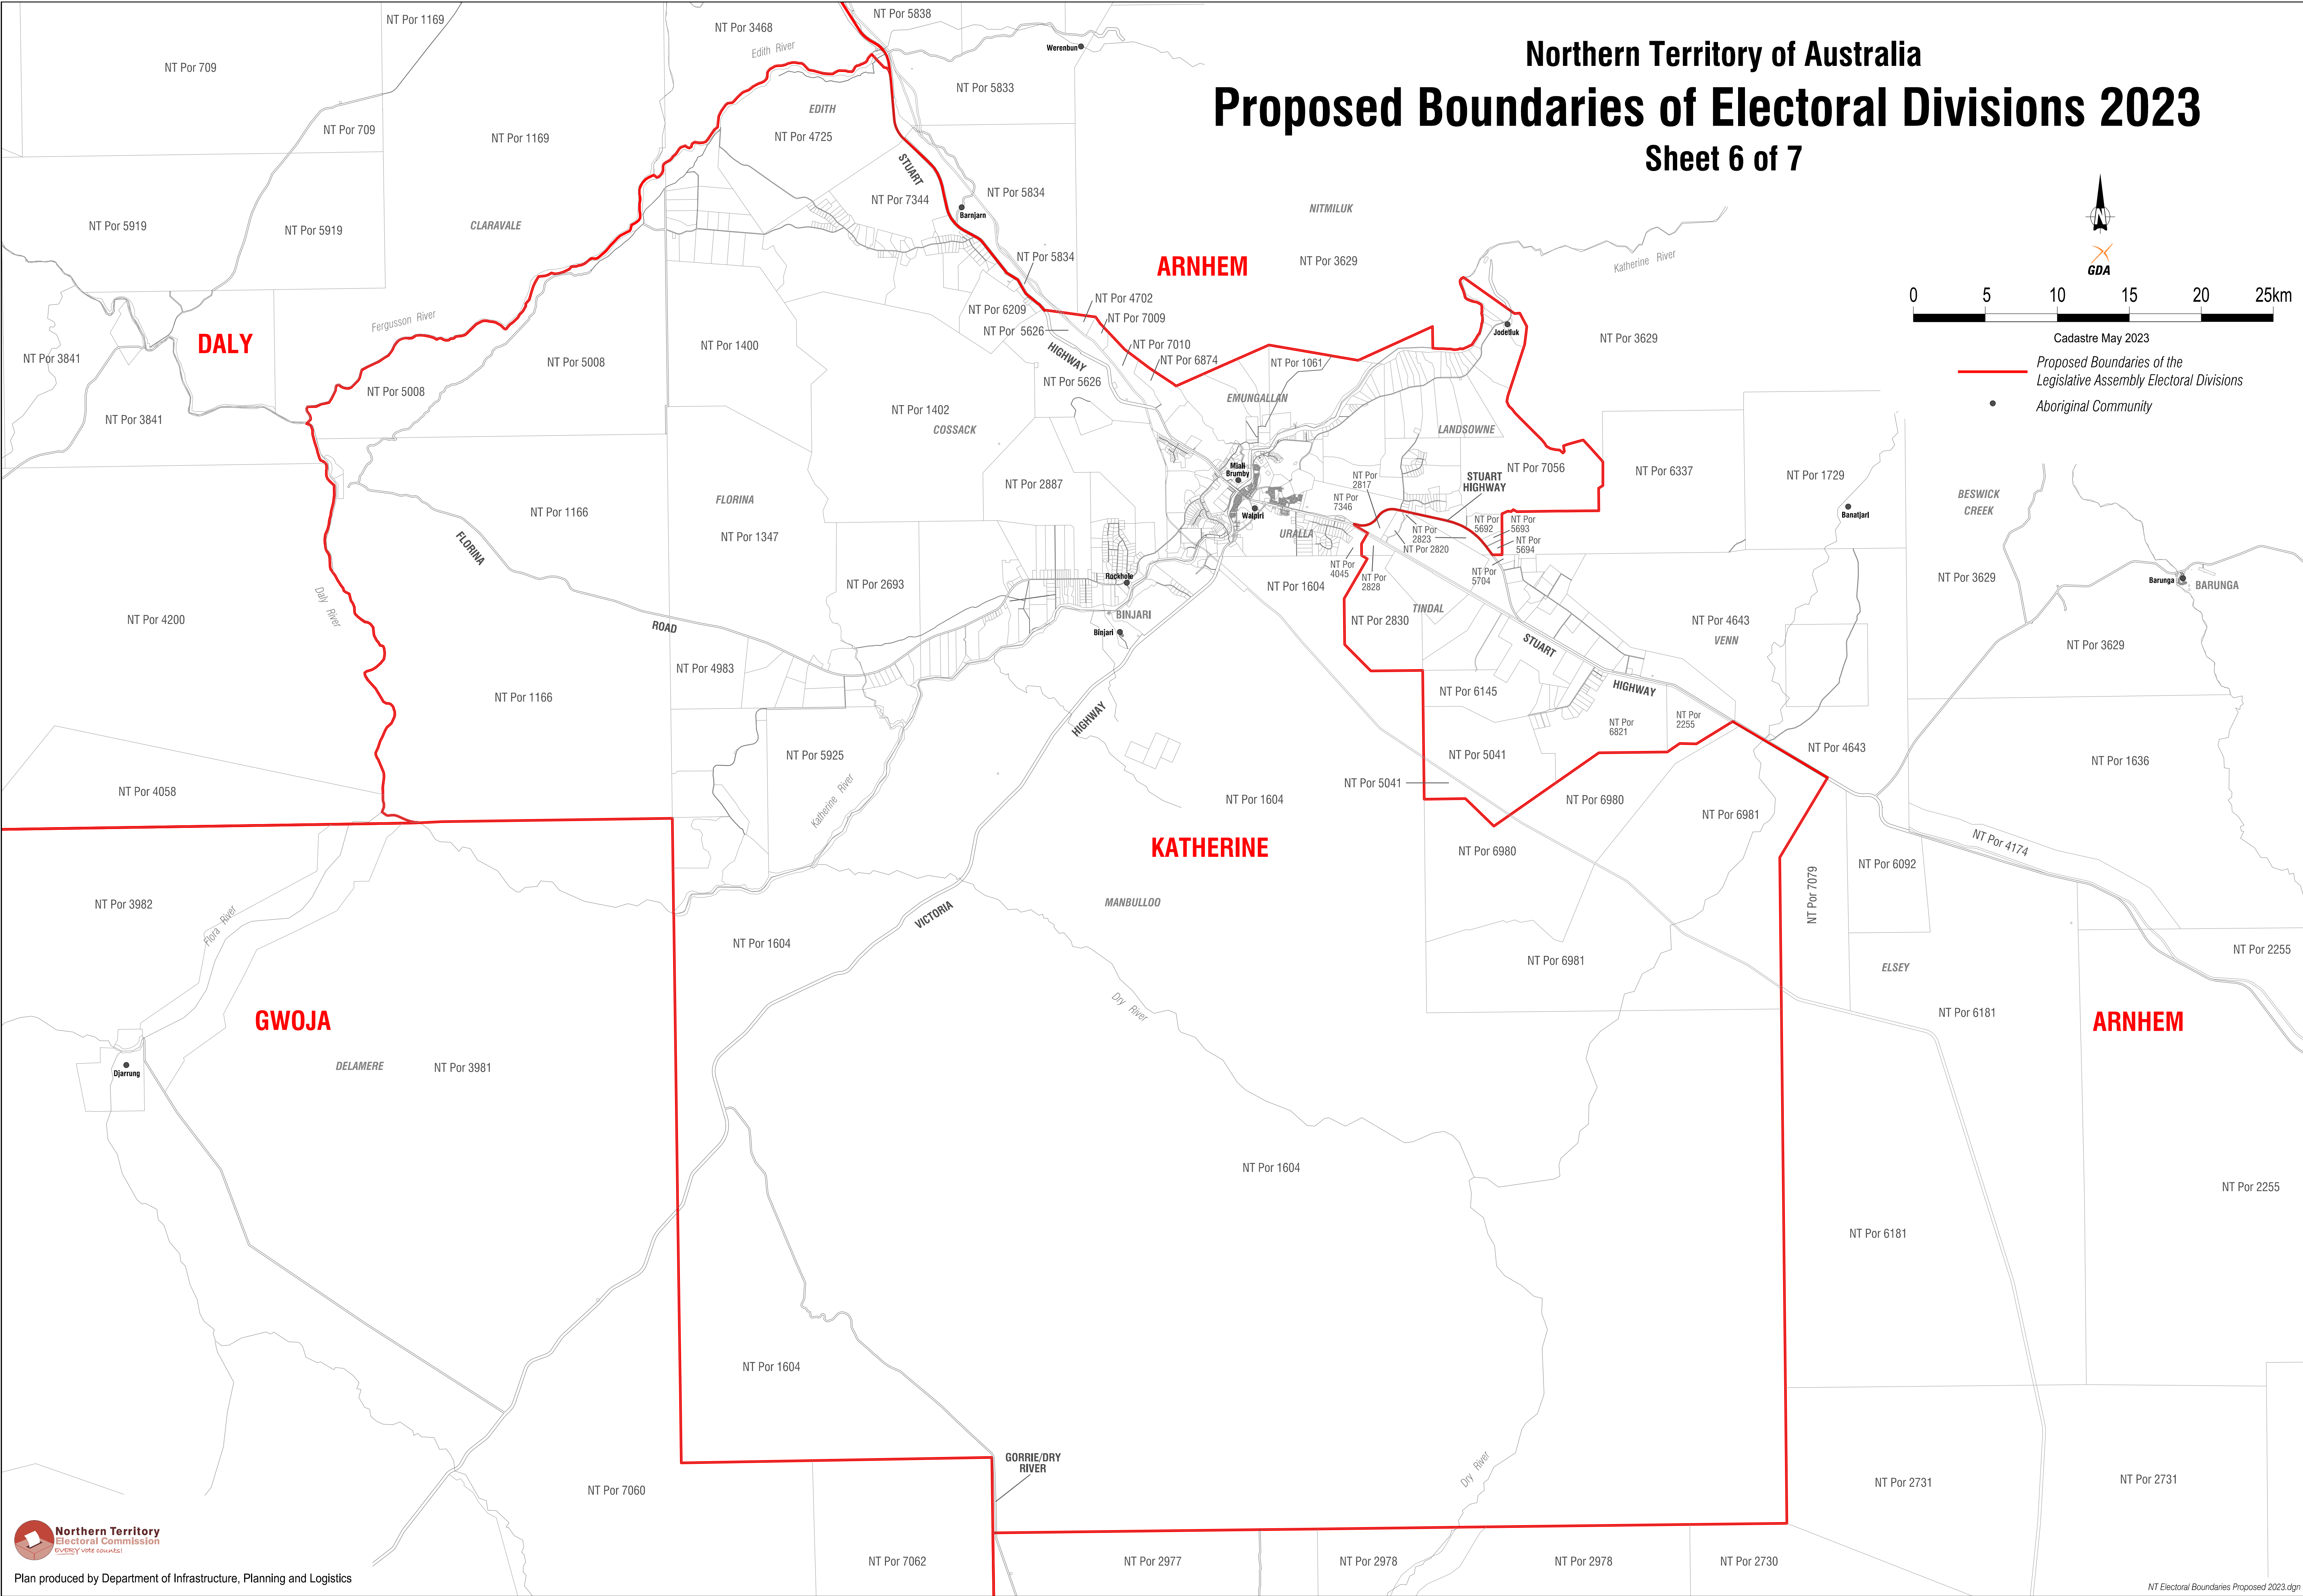 Northern Territory of Australia
Proposed Boundaries of Electoral Divisions 2023
Sheet 6 of 7
N
GDA
0 5 10 15 20 25km
Cadastre May 2023
Proposed Boundaries of the
Legislative Assembly Electoral Divisions
Aboriginal Community
NT Por 1169
NT Por 3468
NT Por 5838
Edith River
Werenbun
NT Por 709
NT Por 5833
EDITH
NT Por 709
NT Por 1169
NT Por 4725
STUART
NT Por 5834
NT Por 7344
Barnjarn
NITMILUK
NT Por 5919
NT Por 5919
CLARAVALE
NT Por 5834
ARNHEM
NT Por 3629
Katherine River
NT Por 4702
NT Por 6209
NT Por 7009
Fergusson River
NT Por 5626
Jodetluk
DALY
NT Por 3629
NT Por 1400
NT Por 7010
HIGHWAY
NT Por 3841
NT Por 6874
NT Por 1061
NT Por 5008
NT Por 5626
NT Por 5008
EMUNGALLAN
NT Por 1402
NT Por 3841
COSSACK
LANDSOWNE
Miali
Brumby
NT Por 7056
NT Por 6337
NT Por 1729
NT Por
2817
STUART
HIGHWAY
NT Por 2887
FLORINA
NT Por
7346
BESWICK
CREEK
NT Por 1166
Walpiri
Banatjarl
NT Por
5692
NT Por
5693
URALLA
NT Por
2823
NT Por 1347
FLORINA
NT Por 2820
NT Por
5694
NT Por
4045
NT Por
2828
NT Por
5704
Rockhole
NT Por 2693
NT Por 1604
NT Por 3629
Barunga
BARUNGA
Daly River
TINDAL
BINJARI
NT Por 4200
ROAD
Binjari
NT Por 2830
NT Por 4643
VENN
STUART
NT Por 3629
NT Por 4983
NT Por 1166
NT Por 6145
HIGHWAY
HIGHWAY
NT Por
6821
NT Por
2255
NT Por 5925
NT Por 5041
NT Por 4643
NT Por 1636
NT Por 4058
NT Por 5041
Katherine River
NT Por 1604
NT Por 6980
NT Por 6981
KATHERINE
NT Por 6980
NT Por 4174
NT Por 6092
NT Por 7079
NT Por 3982
MANBULLOO
VICTORIA
Flora River
NT Por 1604
NT Por 2255
NT Por 6981
ELSEY
Dry River
GWOJA
NT Por 6181
ARNHEM
DELAMERE
NT Por 3981
Djarrung
NT Por 1604
NT Por 2255
NT Por 6181
NT Por 1604
GORRIE/DRY
RIVER
Dry River
NT Por 2731
NT Por 2731
NT Por 7060
NT Por 7062
NT Por 2977
NT Por 2978
NT Por 2978
NT Por 2730
Northern Territory
Electoral Commission
EVERY vote counts!
Plan produced by Department of Infrastructure, Planning and Logistics
NT Electoral Boundaries Proposed 2023.dgn